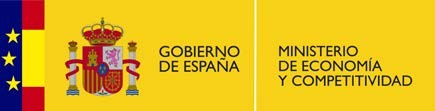 GOBIERNO
DE ESPAÑA
MINISTERIO
DE ECONOMÍA
Y COMPETITIVIDAD